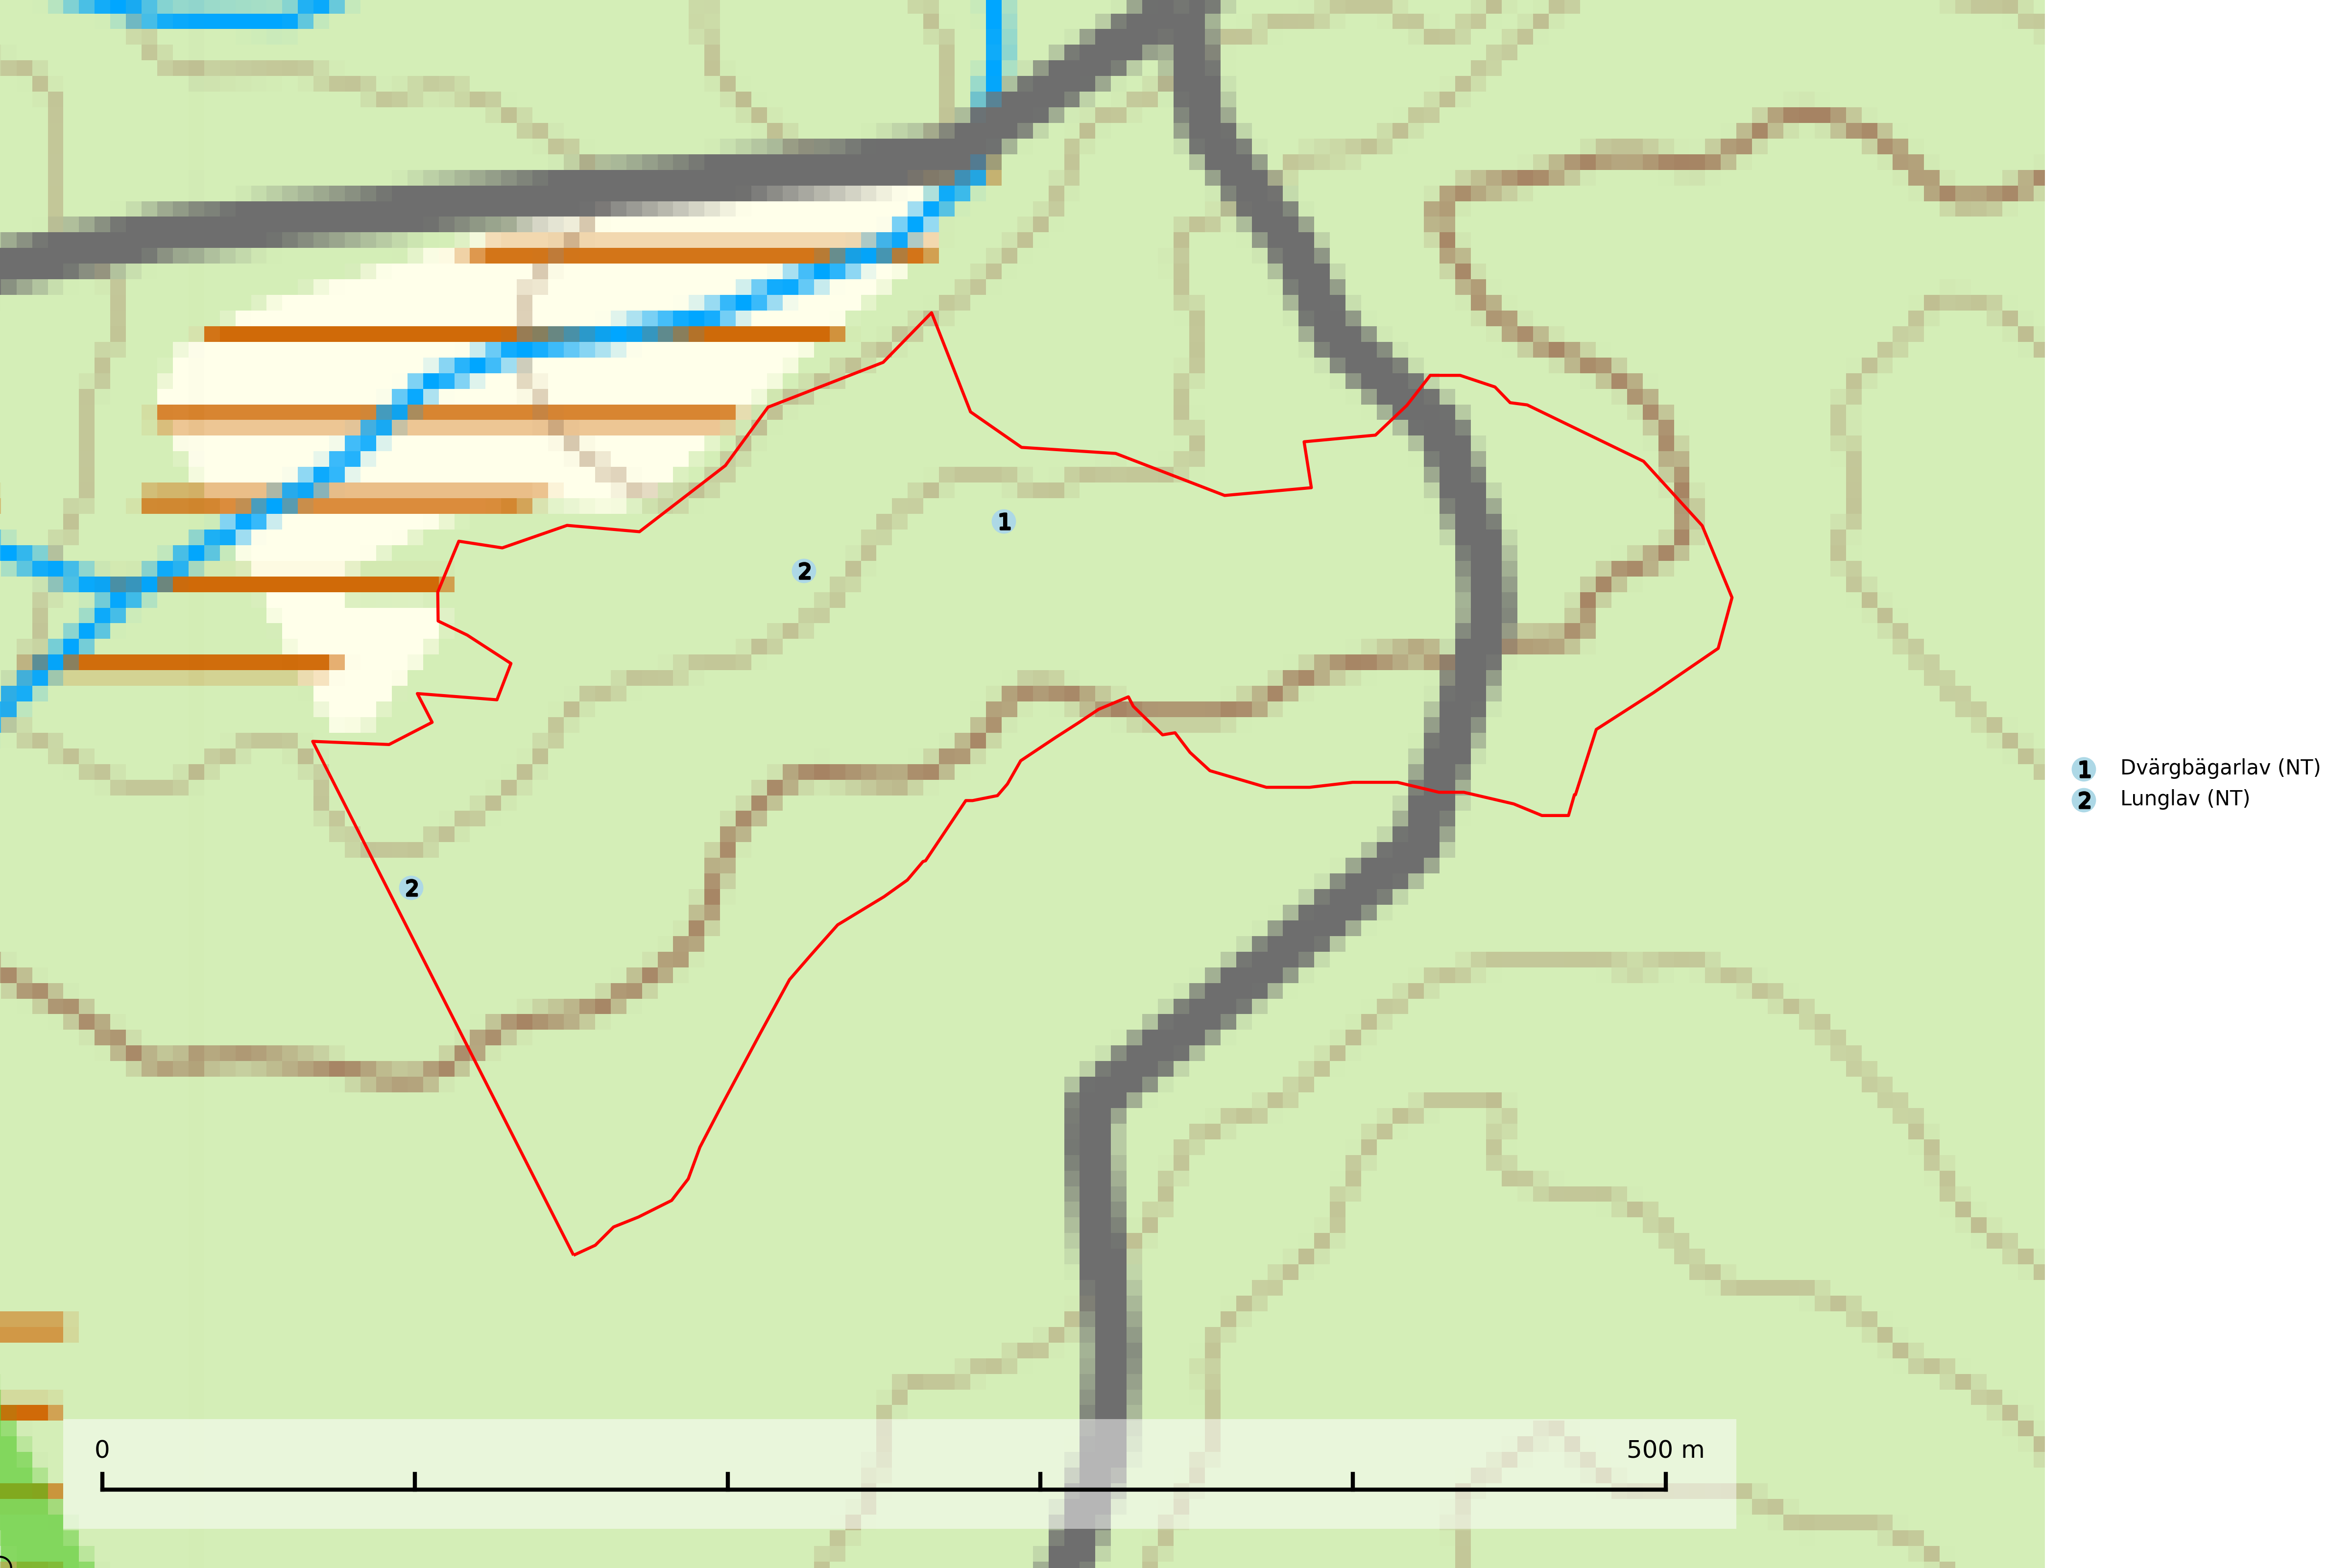 1
2
2
1 Dvärgbägarlav (NT)
2 Lunglav (NT)
0 500 m